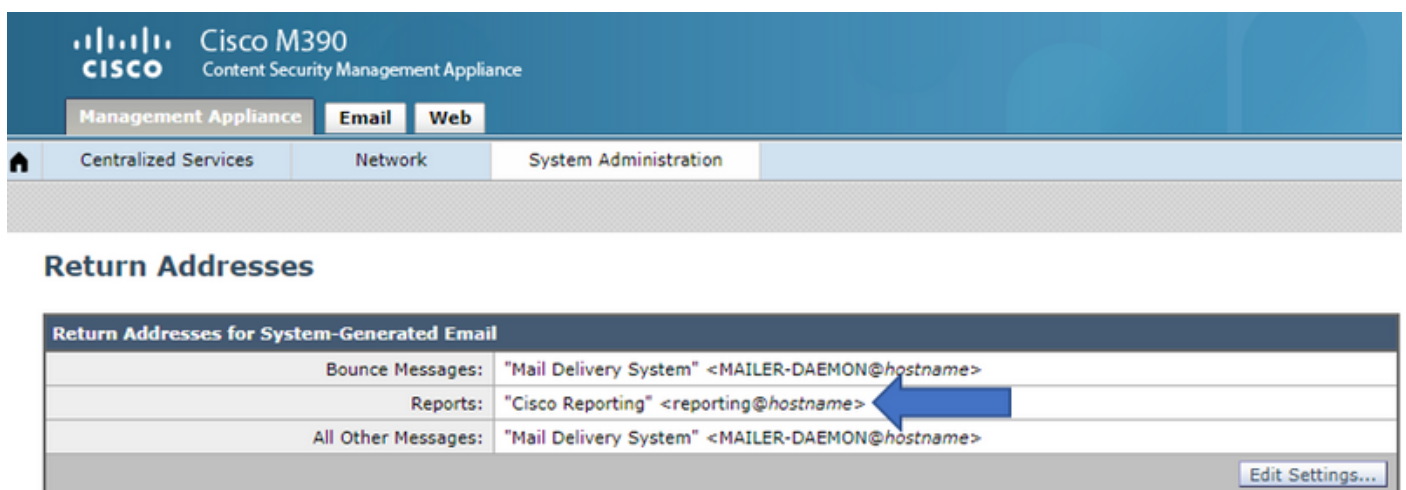 Cisco M390
CISCO Content Security Management Appliance
Management Appliance Email Web
Centralized Services Network System Administration
Return Addresses
Return Addresses for System-Generated Email
Bounce Messages: "Mail Delivery System" <MAILER-DAEMON@hostname>
Reports: "Cisco Reporting" <reporting@hostname>
All Other Messages: "Mail Delivery System" <MAILER-DAEMON@hostname>
Edit Settings...